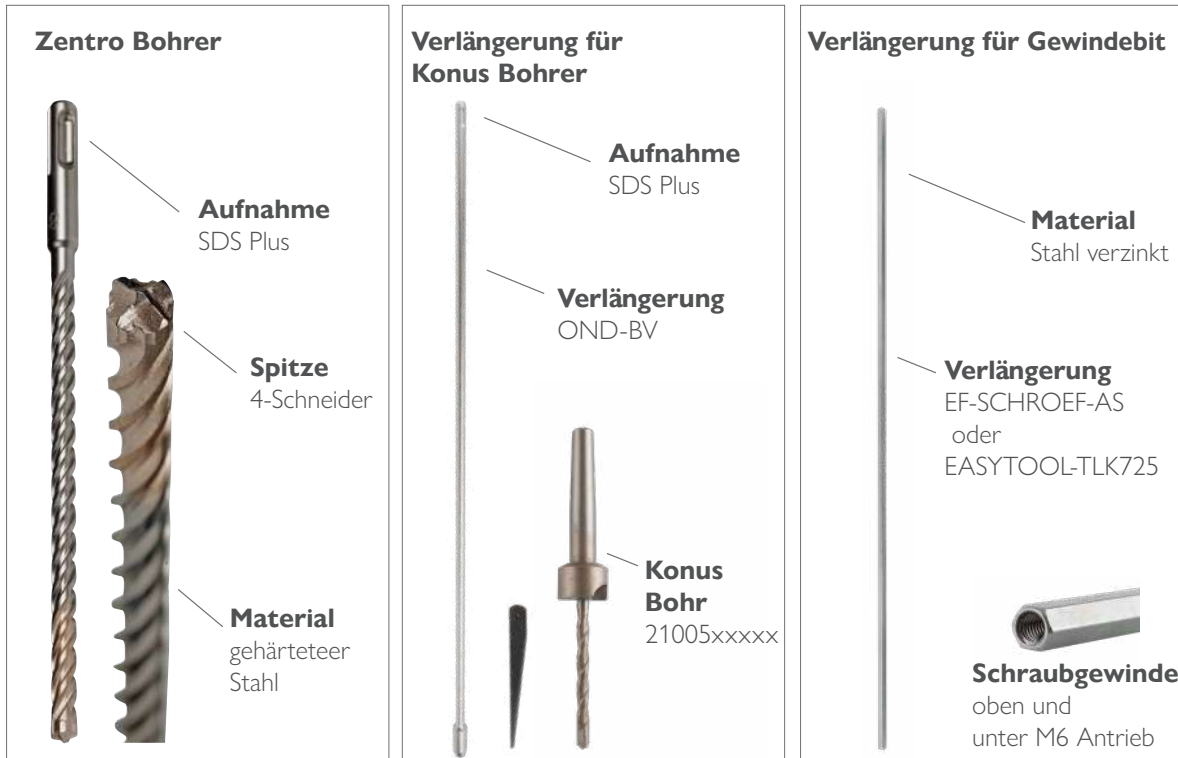 Zentro Bohrer
Aufnahme
SDS Plus
Spitze
4-Schneider
Material
gehärteteer
Stahl
Verlängerung für
Konus Bohrer
Aufnahme
SDS Plus
Verlängerung
OND-BV
Konus
Bohr
21005xxxxx
Verlängerung für Gewindebit
Material
Stahl verzinkt
Verlängerung
EF-SCHROEF-AS
oder
EASYTOOL-TLK725
Schraubgewinde
oben und
unter M6 Antrieb